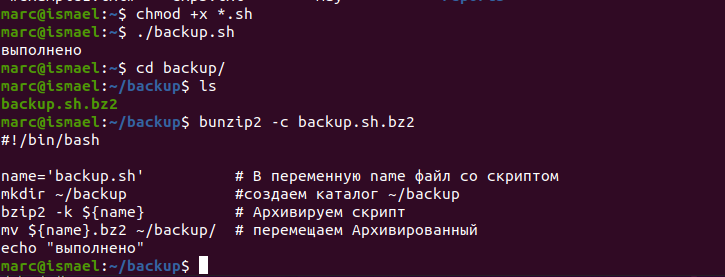 marc@ismael:~$ chmod +x *.sh
marc@ismael:~$ ./backup.sh
выполнено
marc@ismael:~$ cd backup/
marc@ismael:~/backup$ ls
backup.sh.bz2
marc@ismael:~/backup$ bunzip2 -c backup.sh.bz2
#!/bin/bash

name='backup.sh'         # В переменную name файл со скриптом
mkdir ~/backup           #создаем каталог ~/backup
bzip2 -k ${name}         # Архивируем скрипт
mv ${name}.bz2 ~/backup/  # перемещаем Архивированный
echo "выполнено"
marc@ismael:~/backup$